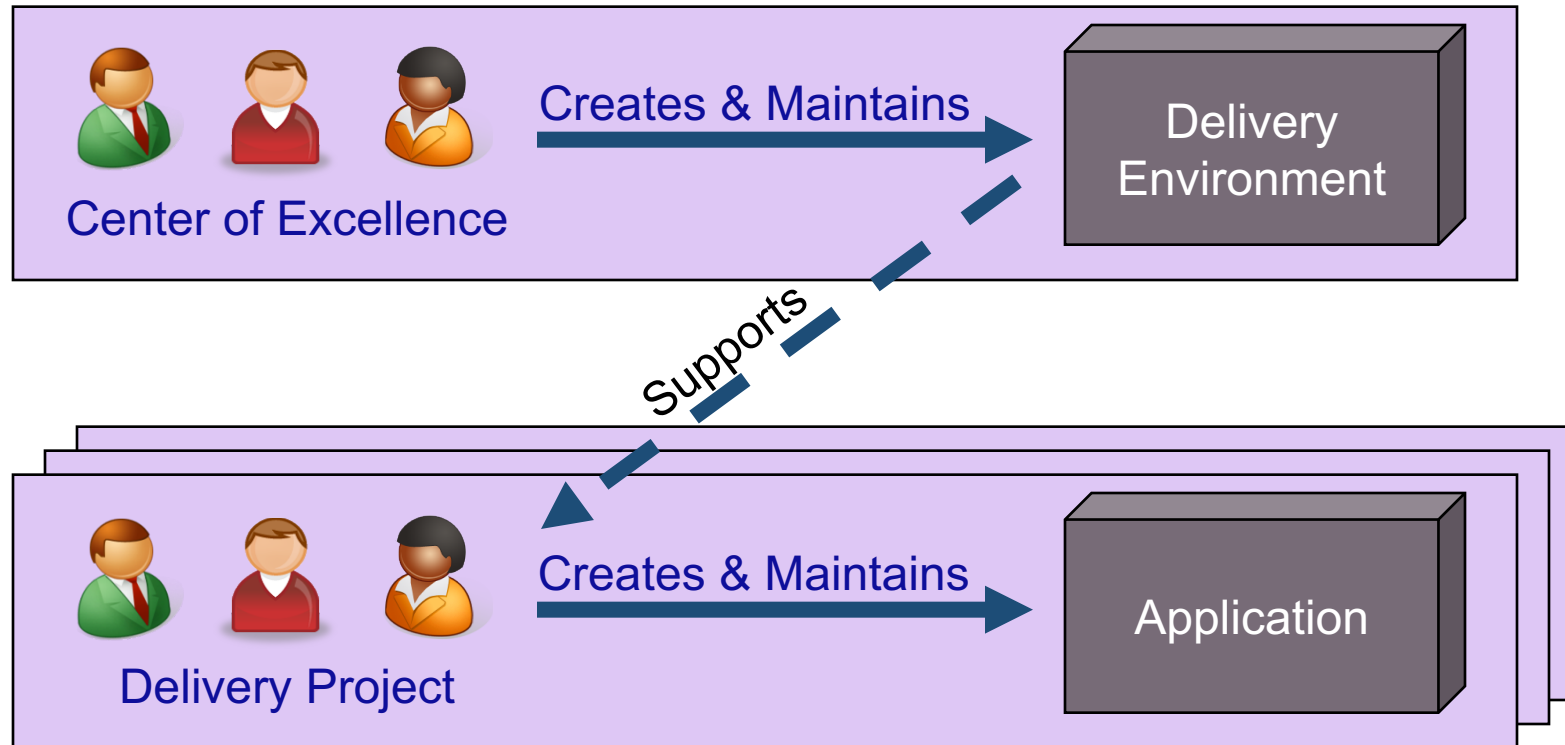 Creates & Maintains
Delivery
Environment
Center of Excellence
Supports
Creates & Maintains
Application
Delivery Project